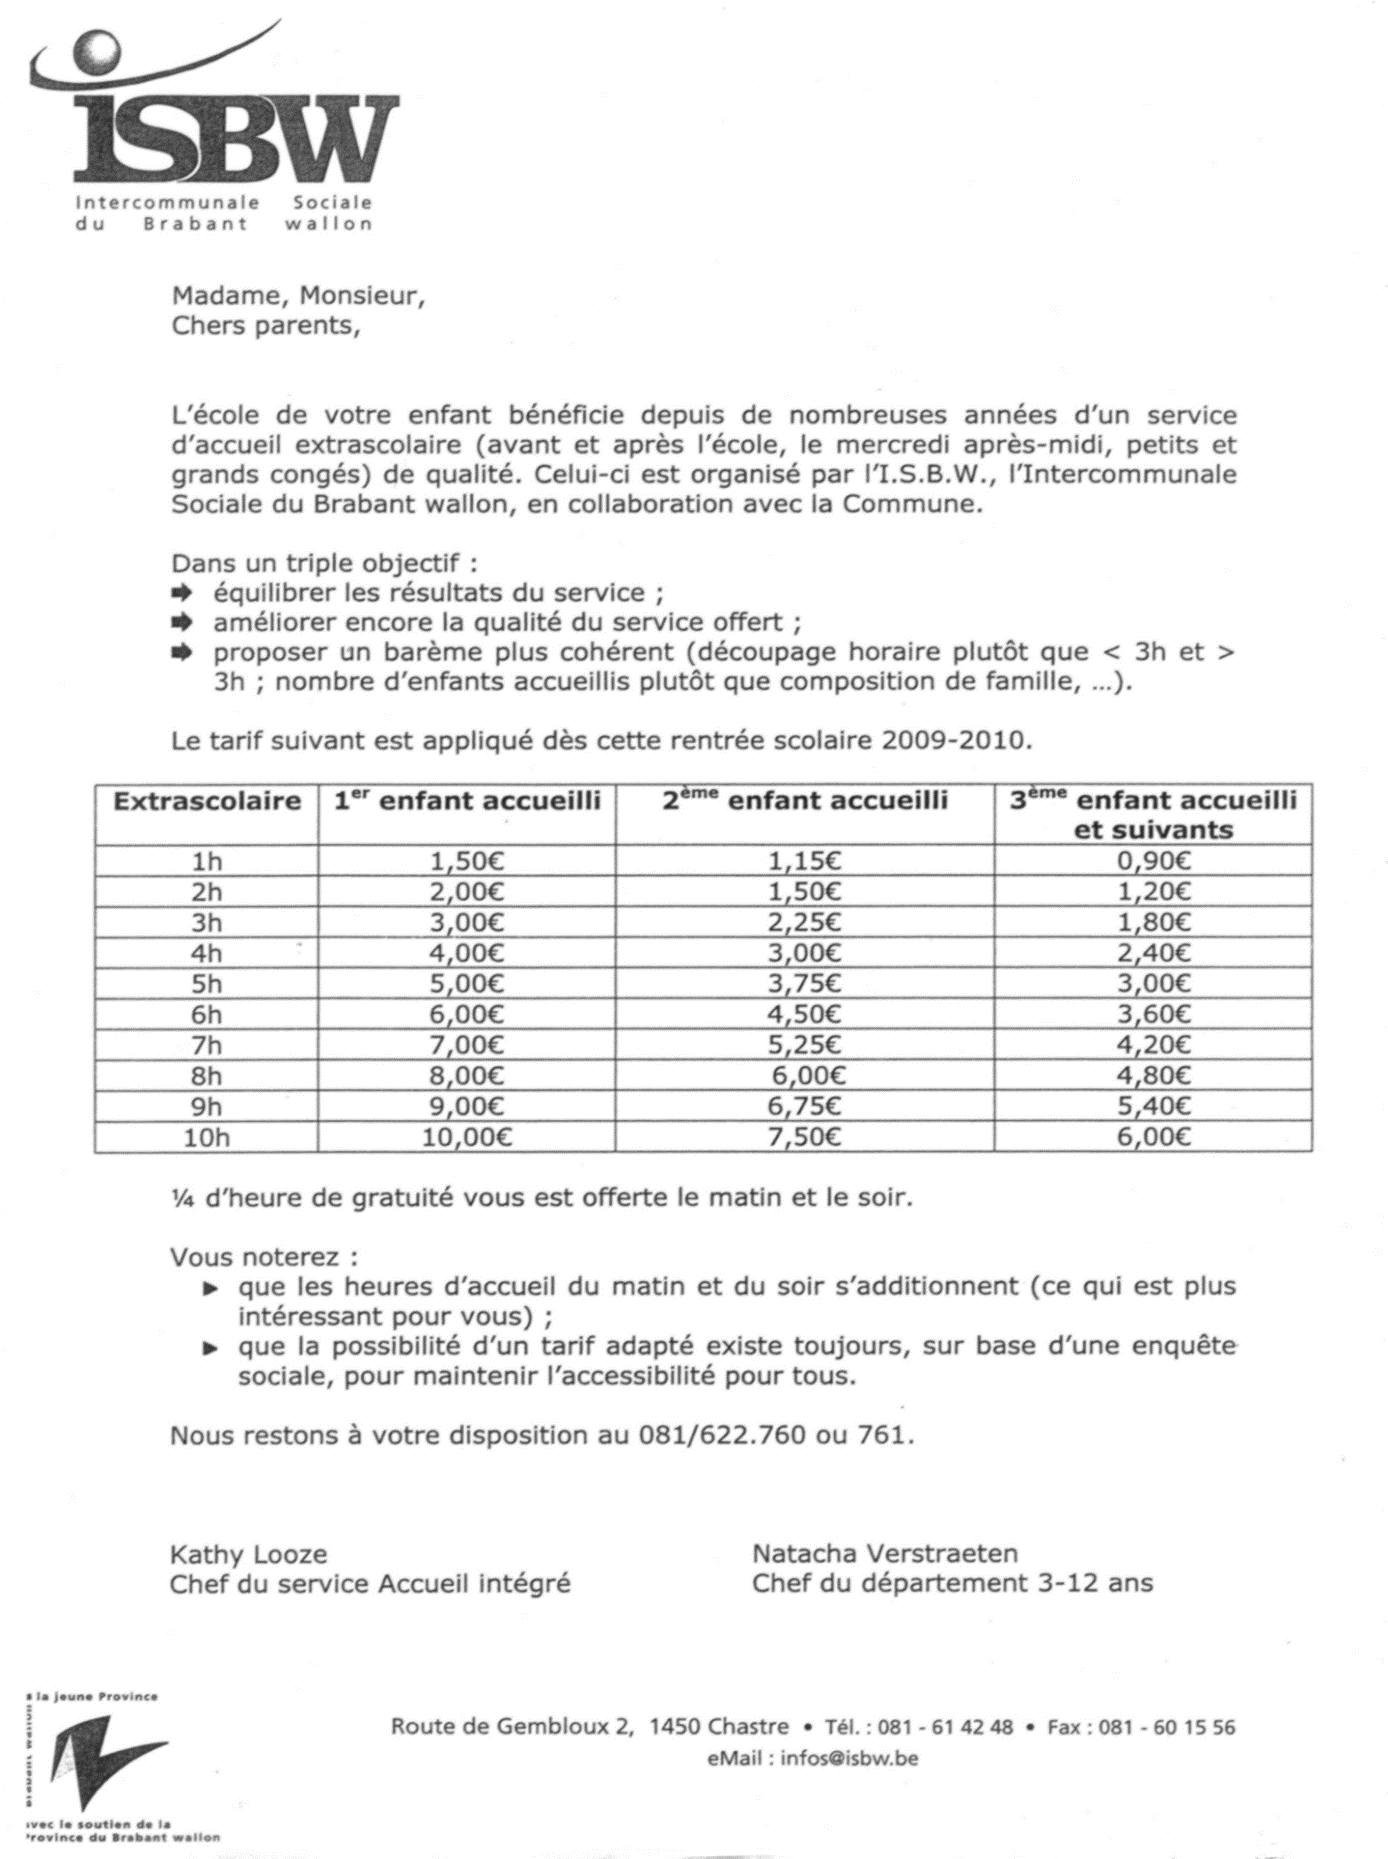 iSBW
Intercommunale Sociale
du Brabant wallon
Madame, Monsieur,
Chers parents,
L'école de votre enfant bénéficie depuis de nombreuses années d'un service
d'accueil extrascolaire (avant et après l'école, le mercredi après-midi, petits et
grands congés) de qualité. Celui-ci est organisé par l'I.S.B.W., l'Intercommunale
Sociale du Brabant wallon, en collaboration avec la Commune.
Dans un triple objectif :
➡ équilibrer les résultats du service ;
➡ améliorer encore la qualité du service offert ;
➡ proposer un barème plus cohérent (découpage horaire plutôt que < 3h et >
3h ; nombre d'enfants accueillis plutôt que composition de famille, ...).
Le tarif suivant est appliqué dès cette rentrée scolaire 2009-2010.
Extrascolaire 1er enfant accueilli 2ème enfant accueilli 3ème enfant accueilli
et suivants
1h 1,50€ 1,15€ 0,90€
2h 2,00€ 1,50€ 1,20€
3h 3,00€ 2,25€ 1,80€
4h 4,00€ 3,00€ 2,40€
5h 5,00€ 3,75€ 3,00€
6h 6,00€ 4,50€ 3,60€
7h 7,00€ 5,25€ 4,20€
8h 8,00€ 6,00€ 4,80€
9h 9,00€ 6,75€ 5,40€
10h 10,00€ 7,50€ 6,00€
¼ d'heure de gratuité vous est offerte le matin et le soir.
Vous noterez :
► que les heures d'accueil du matin et du soir s'additionnent (ce qui est plus
intéressant pour vous) ;
► que la possibilité d'un tarif adapté existe toujours, sur base d'une enquête
sociale, pour maintenir l'accessibilité pour tous.
Nous restons à votre disposition au 081/622.760 ou 761.
Kathy Looze Natacha Verstraeten
Chef du service Accueil intégré Chef du département 3-12 ans
la jeune Province
Route de Gembloux 2, 1450 Chastre • Tél. : 081 - 61 42 48 • Fax : 081 - 60 15 56
eMail : infos@isbw.be
le soutien de la
du Brabant wallon